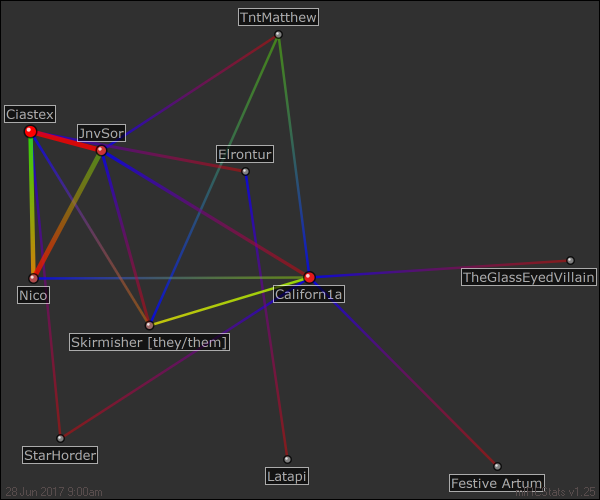 TntMatthew
Ciastex
JnvSor
Elrontur
TheGlassEyedVillain
Nico
Californ1a
Skirmisher [they/them]
StarHorder
Latapi
Festive Artum
28 Jun 2017 9:00am
v1.25